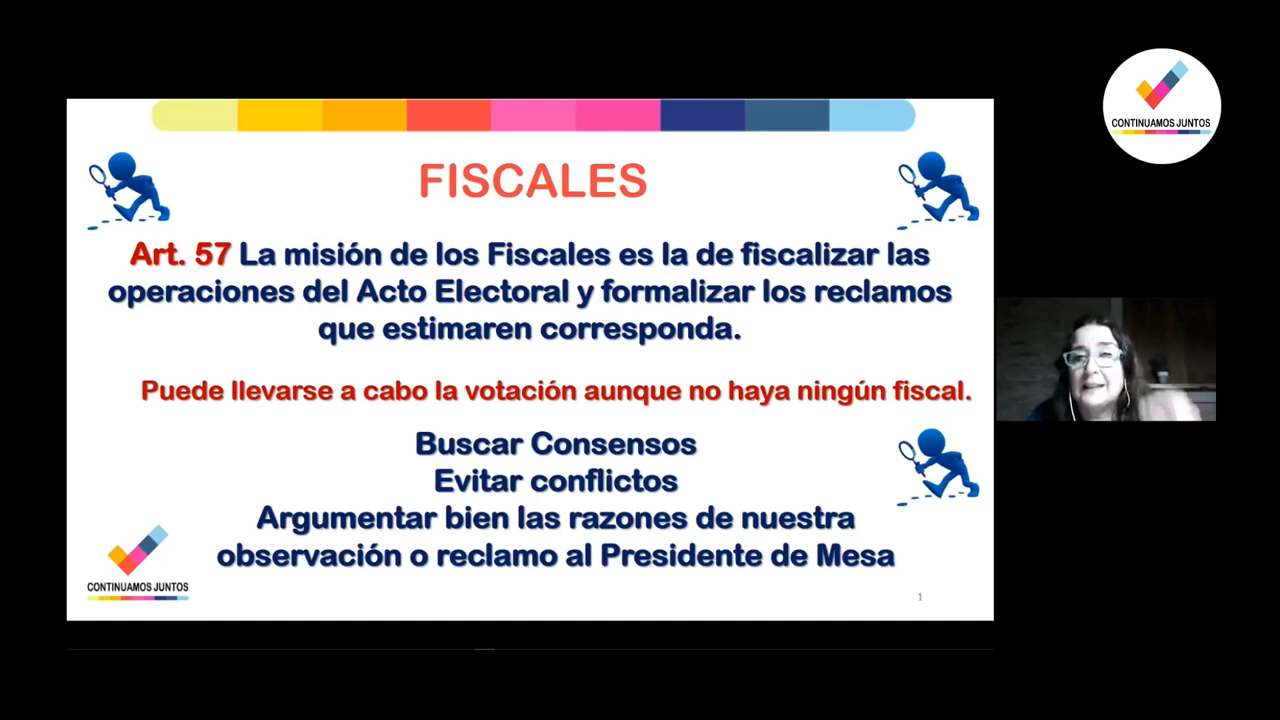 CONTINUAMOS JUNTOS
FISCALES
Art. 57 La misión de los Fiscales es la de fiscalizar las
operaciones del Acto Electoral y formalizar los reclamos
que estimaren corresponda.
Puede llevarse a cabo la votación aunque no haya ningún fiscal.
Buscar Consensos
Evitar conflictos
Argumentar bien las razones de nuestra
observación o reclamo al Presidente de Mesa
CONTINUAMOS JUNTOS
1